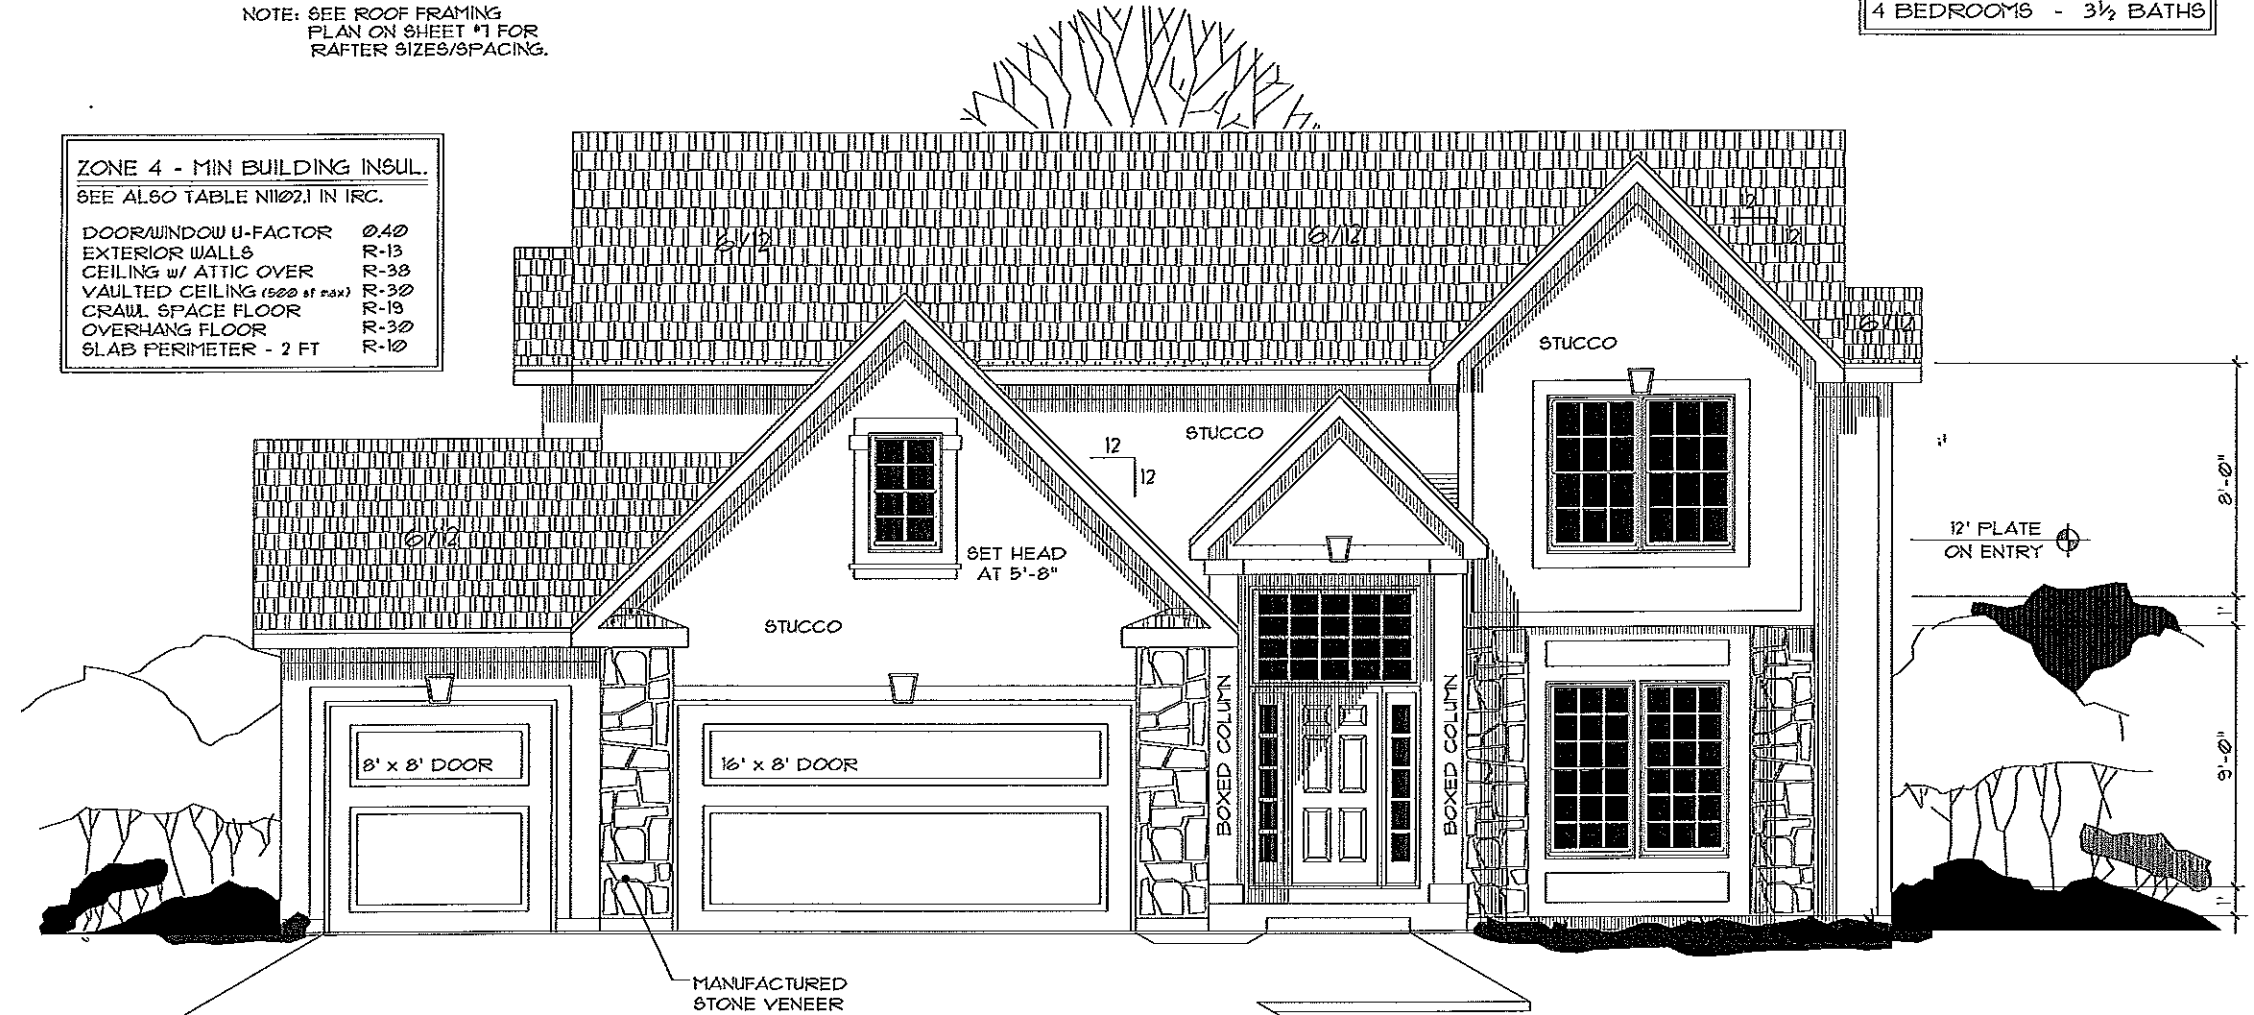 NOTE: SEE ROOF FRAMING
PLAN ON SHEET #7 FOR
RAFTER SIZES/SPACING.
4 BEDROOMS - 3½ BATHS
ZONE 4 - MIN BUILDING INSUL.
SEE ALSO TABLE N1102.1 IN IRC.
DOOR/WINDOW U-FACTOR 0.40
EXTERIOR WALLS R-13
CEILING w/ ATTIC OVER R-38
VAULTED CEILING (500 sf max) R-30
CRAWL SPACE FLOOR R-19
OVERHANG FLOOR R-30
SLAB PERIMETER - 2 FT R-10
6/12
6/12
12
12
6/12
STUCCO
STUCCO
12
12
6/12
SET HEAD
AT 5'-8"
STUCCO
8'-0"
12' PLATE
ON ENTRY
1'
BOXED COLUMN
BOXED COLUMN
8' x 8' DOOR
16' x 8' DOOR
9'-0"
1'
MANUFACTURED
STONE VENEER